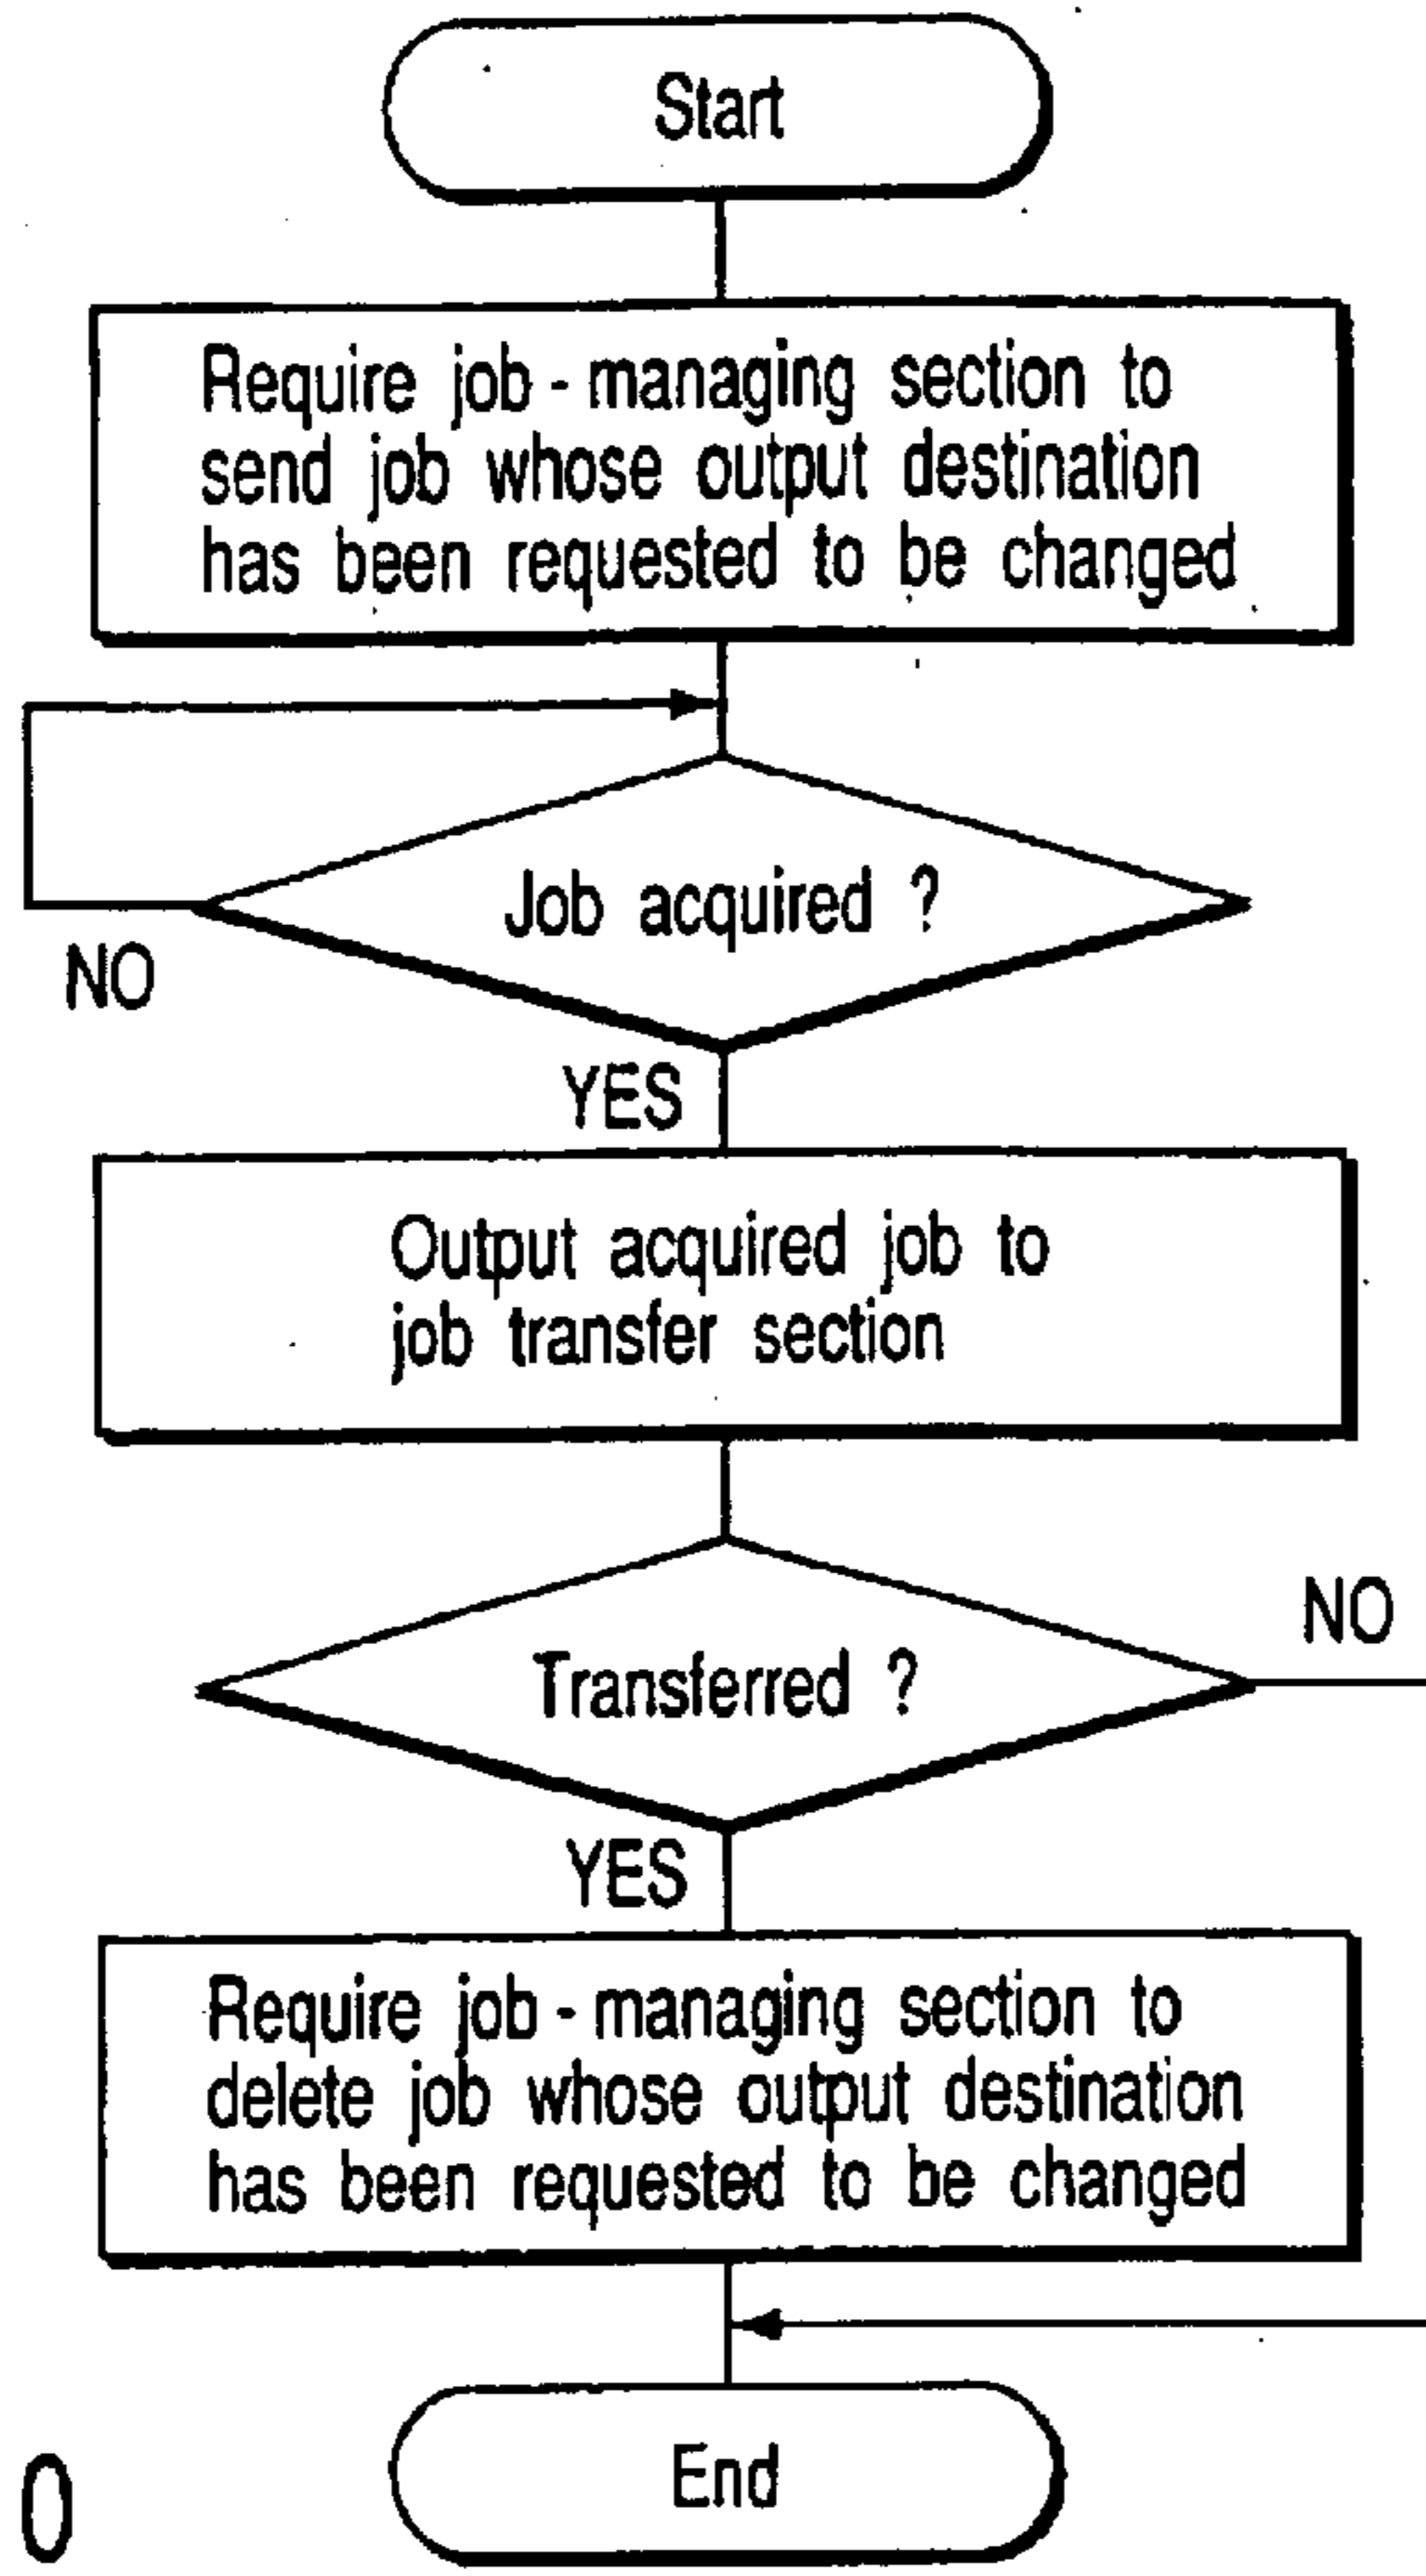 Start
Require job - managing section to
send job whose output destination
has been requested to be changed
Job acquired ?
NO
YES
Output acquired job to
job transfer section
NO
Transferred ?
YES
Require job - managing section to
delete job whose output destination
has been requested to be changed
End
0